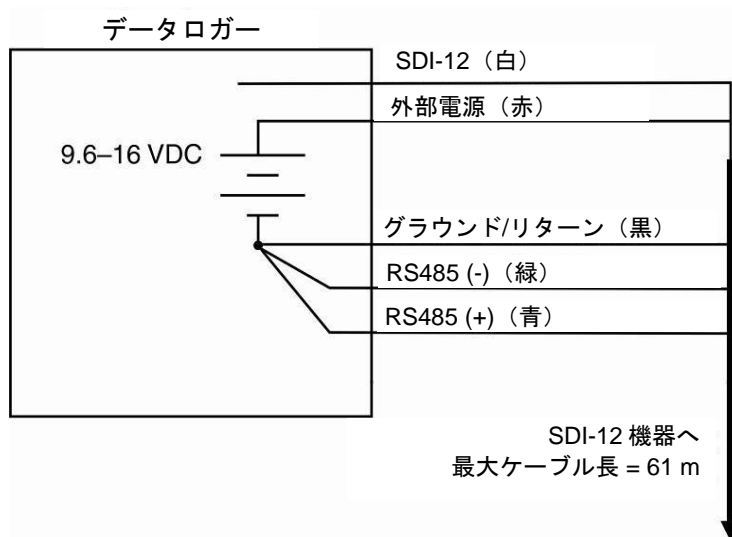 データロガー
SDI-12（白）
外部電源（赤）
9.6–16 VDC
グラウンド/リターン（黒）
RS485 (-)（緑）
RS485 (+)（青）
SDI-12 機器へ
最大ケーブル長 = 61 m